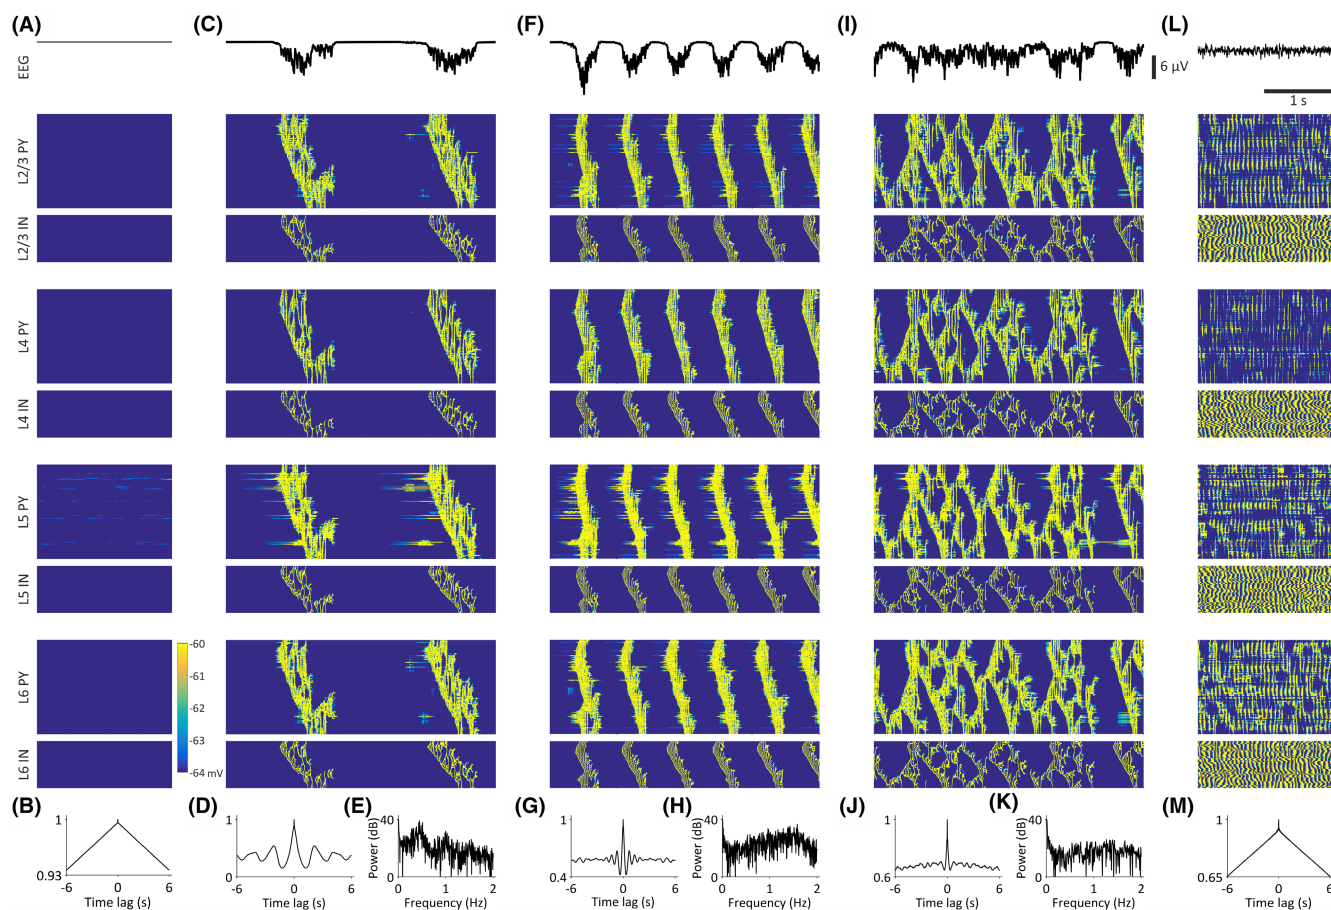 (A)
(C)
(F)
(I)
(L)
EEG
6 µV
1 s
L2/3 PY
L2/3 IN
L4 PY
L4 IN
L5 PY
L5 IN
L6 PY
-60
-61
-62
-63
-64 mV
L6 IN
(B)
(D)
(E)
(G)
(H)
(J)
(K)
(M)
1
0.93
-6 0 6
Time lag (s)
1
0
-6 0 6
Time lag (s)
Power (dB)
40
0
0 1 2
Frequency (Hz)
1
0.4
-6 0 6
Time lag (s)
Power (dB)
40
0
0 1 2
Frequency (Hz)
1
0.6
-6 0 6
Time lag (s)
Power (dB)
40
0
0 1 2
Frequency (Hz)
1
0.65
-6 0 6
Time lag (s)